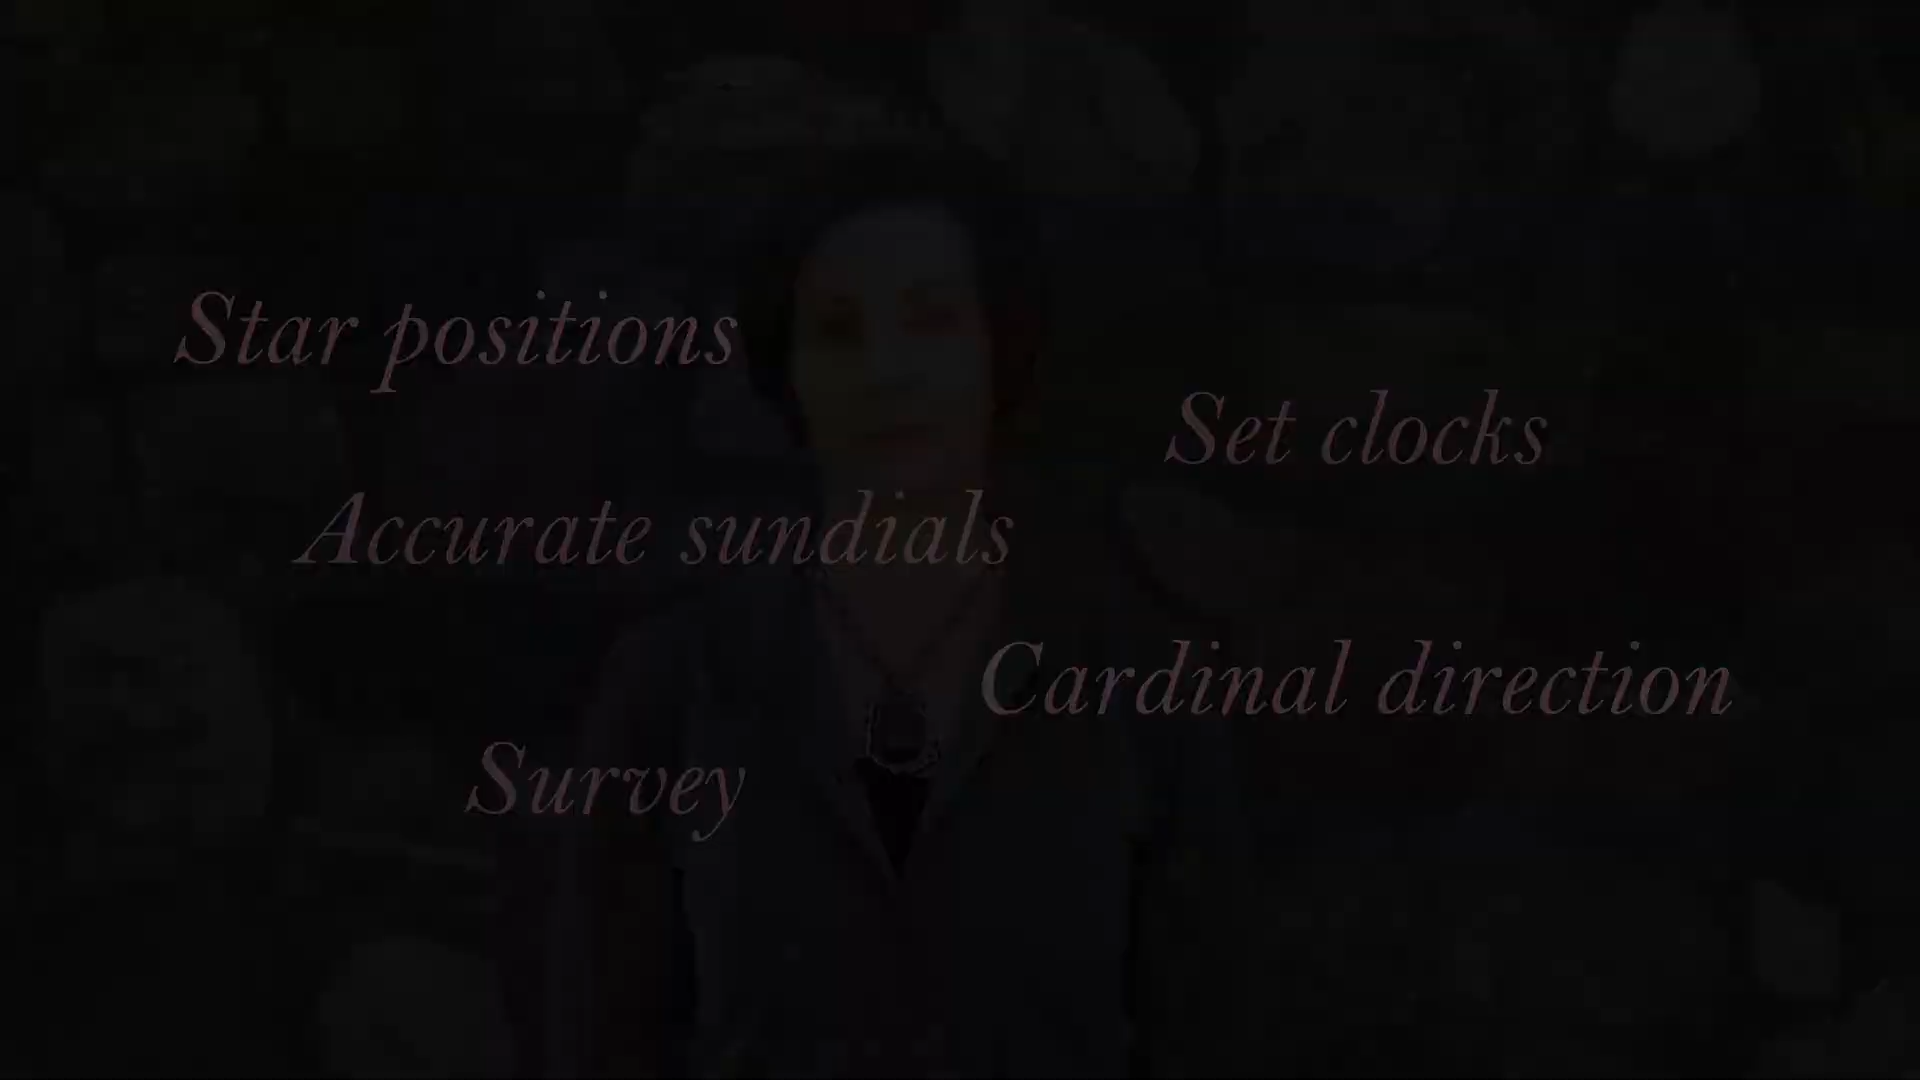 Star positions
Set clocks
Accurate sundials
Cardinal direction
Survey